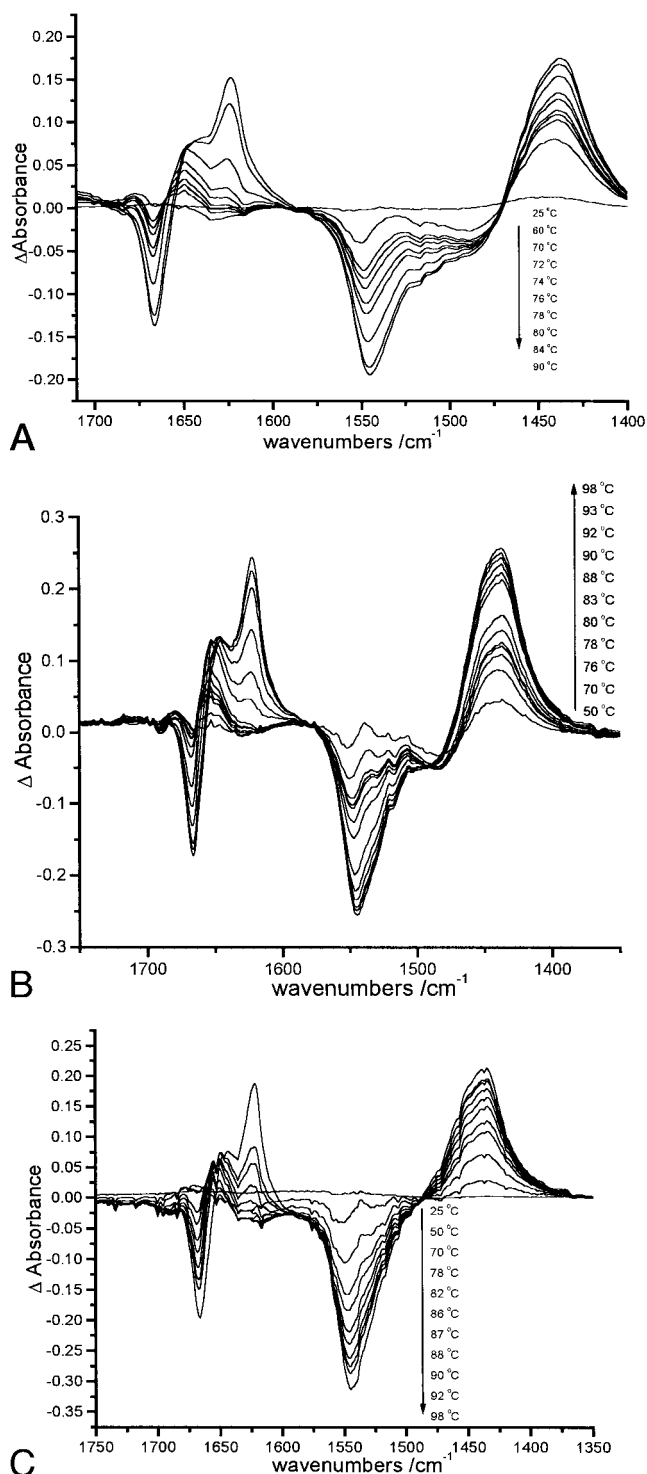 0.20
0.15
0.10
0.05
0.00
-0.05
-0.10
-0.15
-0.20
ΔAbsorbance
25 °C
60 °C
70 °C
72 °C
74 °C
76 °C
78 °C
80 °C
84 °C
90 °C
1700 1650 1600 1550 1500 1450 1400
wavenumbers /cm-1
A
98 °C
93 °C
92 °C
90 °C
88 °C
83 °C
80 °C
78 °C
76 °C
70 °C
50 °C
0.3
0.2
0.1
0.0
-0.1
-0.2
-0.3
Δ Absorbance
1700 1600 1500 1400
wavenumbers /cm-1
B
0.25
0.20
0.15
0.10
0.05
0.00
-0.05
-0.10
-0.15
-0.20
-0.25
-0.30
-0.35
Δ Absorbance
25 °C
50 °C
70 °C
78 °C
82 °C
86 °C
87 °C
88 °C
90 °C
92 °C
98 °C
1750 1700 1650 1600 1550 1500 1450 1400 1350
wavenumbers /cm-1
C